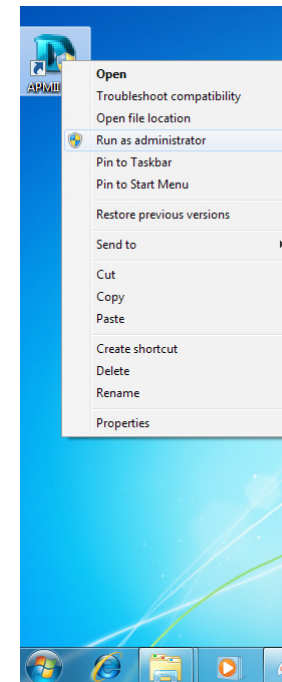 Open
Troubleshoot compatibility
Open file location
Run as administrator
Pin to Taskbar
Pin to Start Menu
Restore previous versions
Send to
Cut
Copy
Paste
Create shortcut
Delete
Rename
Properties